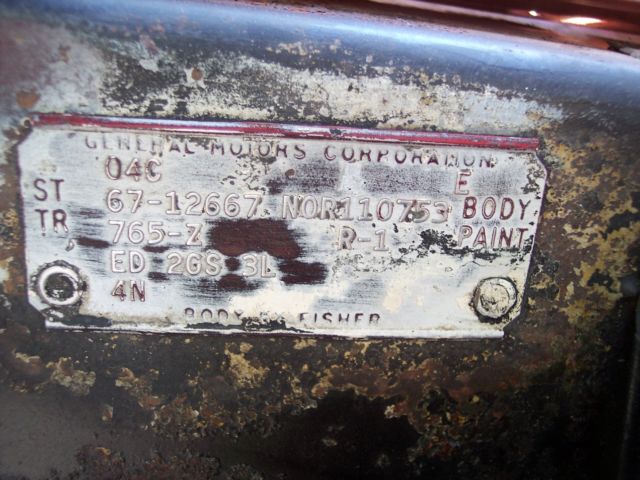 GENERAL MOTORS CORPORATION
04C E
ST 67-12667 NOR110753 BODY
TR 765-Z R-1 PAINT
ED 2GS 3L
4N
BODY BY FISHER